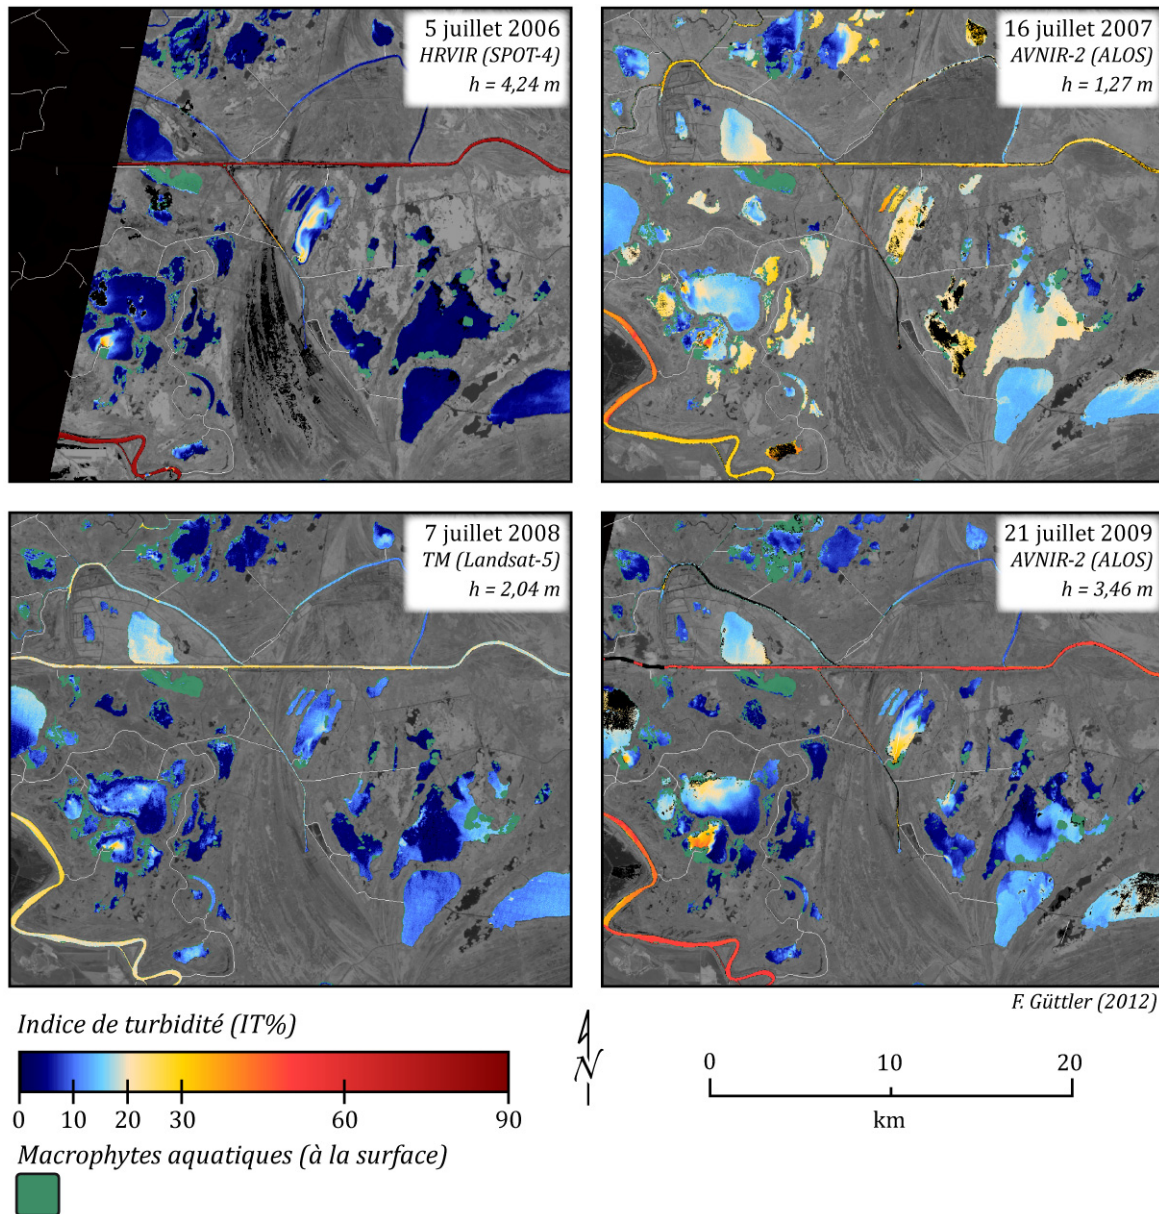 5 juillet 2006
HRVIR (SPOT-4)
h = 4,24 m
16 juillet 2007
AVNIR-2 (ALOS)
h = 1,27 m
7 juillet 2008
TM (Landsat-5)
h = 2,04 m
21 juillet 2009
AVNIR-2 (ALOS)
h = 3,46 m
F. Güttler (2012)
Indice de turbidité (IT%)
0 10 20 30 60 90
Macrophytes aquatiques (à la surface)
N
0 10 20
km